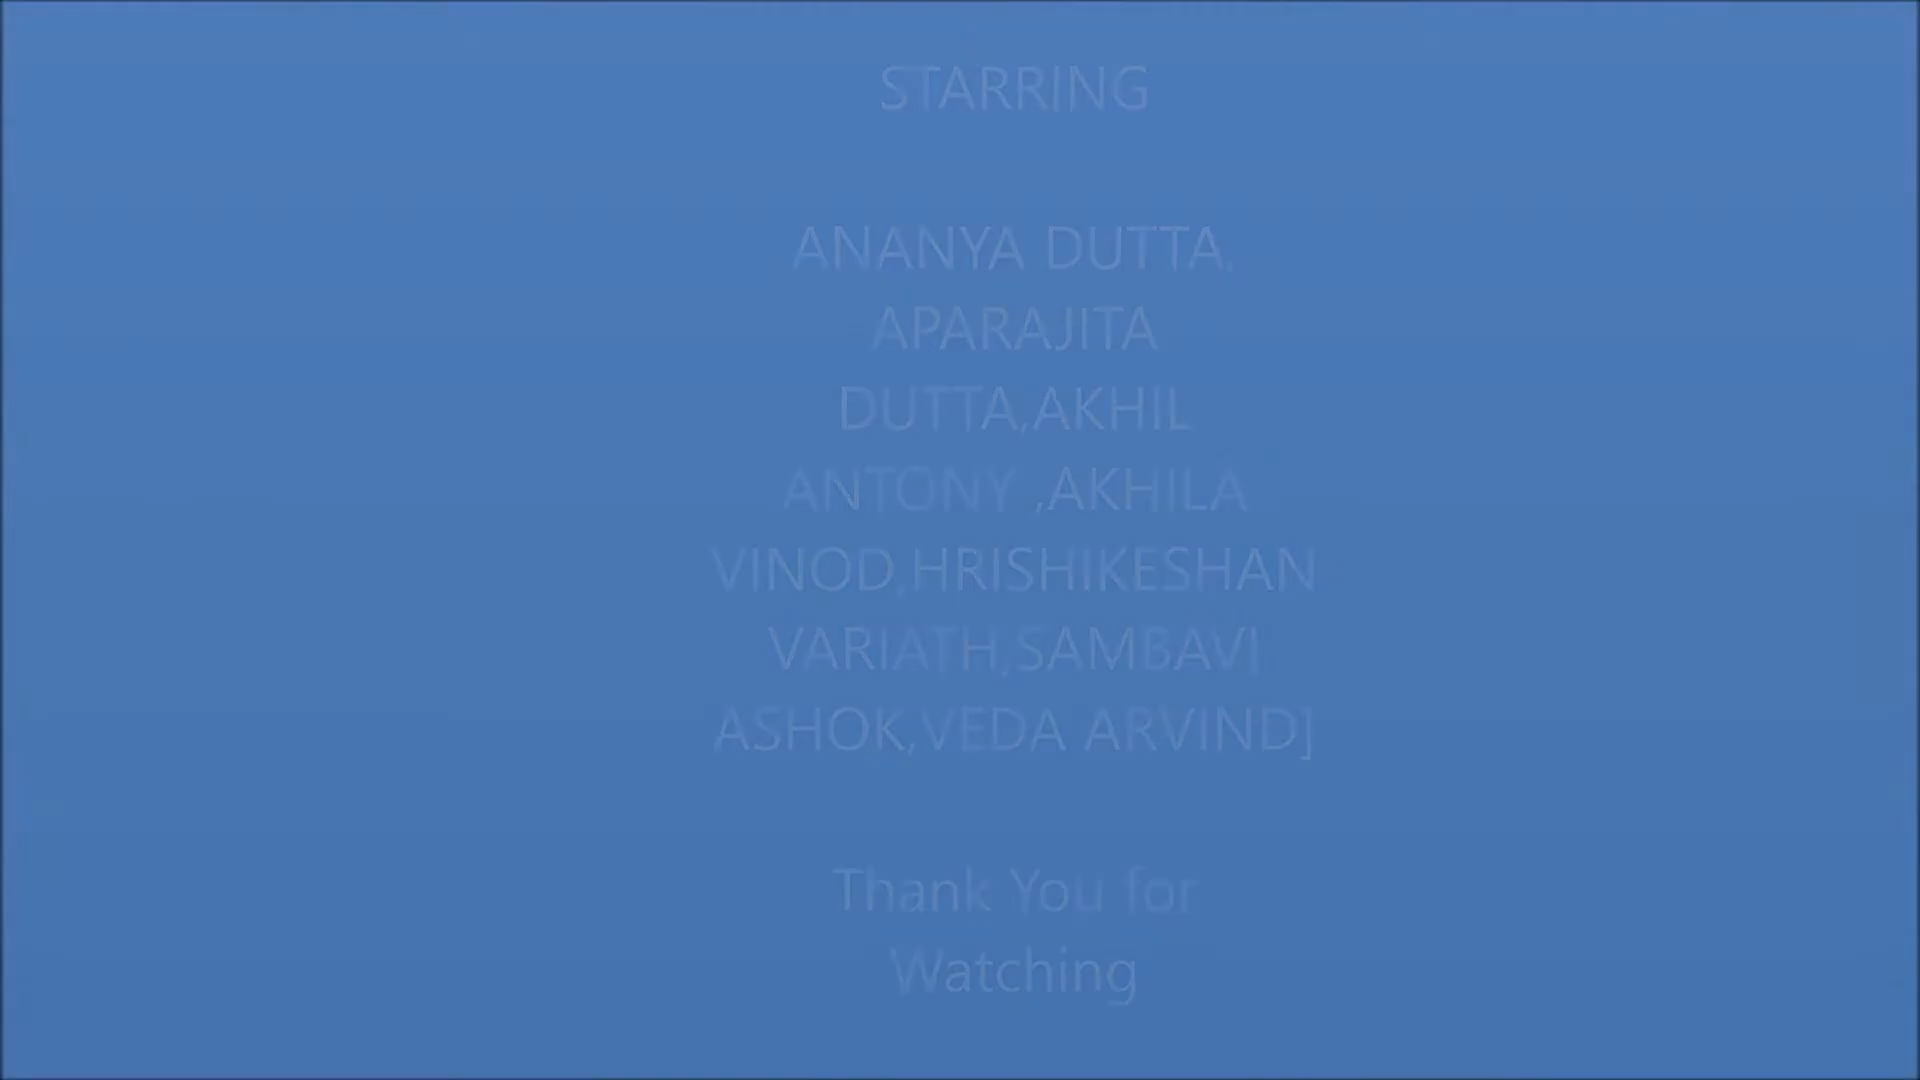 STARRING
ANANYA DUTTA,
APARAJITA
DUTTA,AKHIL
ANTONY ,AKHILA
VINOD,HRISHIKESHAN
VARIATH,SAMBAVI
ASHOK,VEDA ARVIND]
Thank You for
Watching